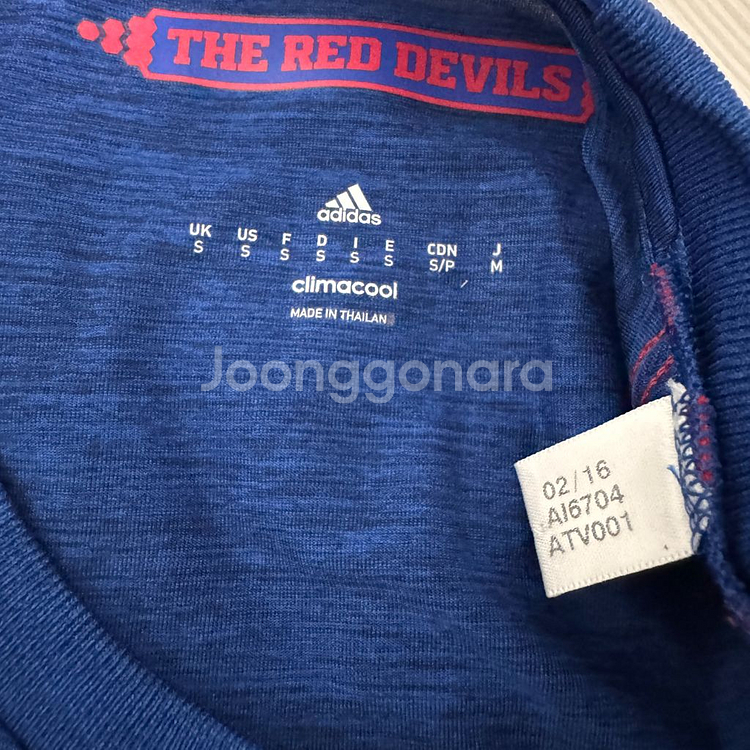 THE RED DEVILS
adidas
UK US F D I E CDN J
S S S S S S S/P M
climacool
MADE IN THAILAND
Joonggonara
02/16
AI6704
ATV001